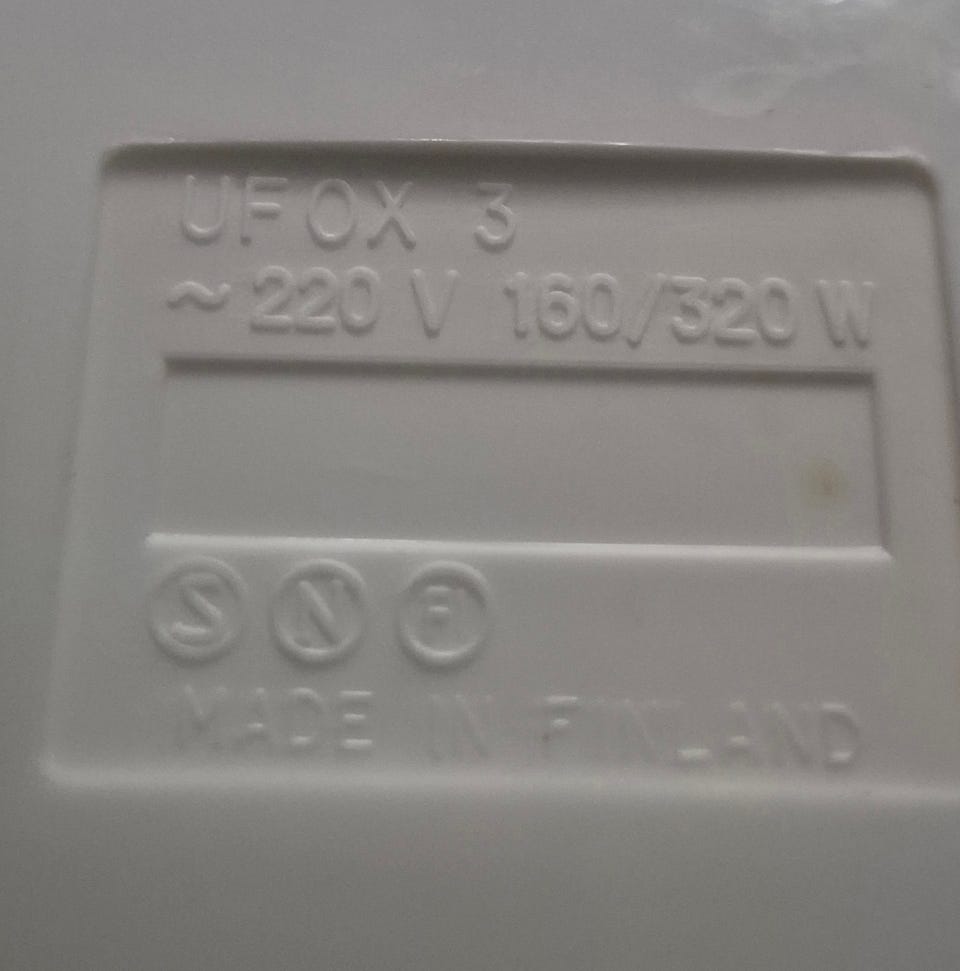 UFOX 3
~ 220 V 160/320 W
S N F
MADE IN FINLAND